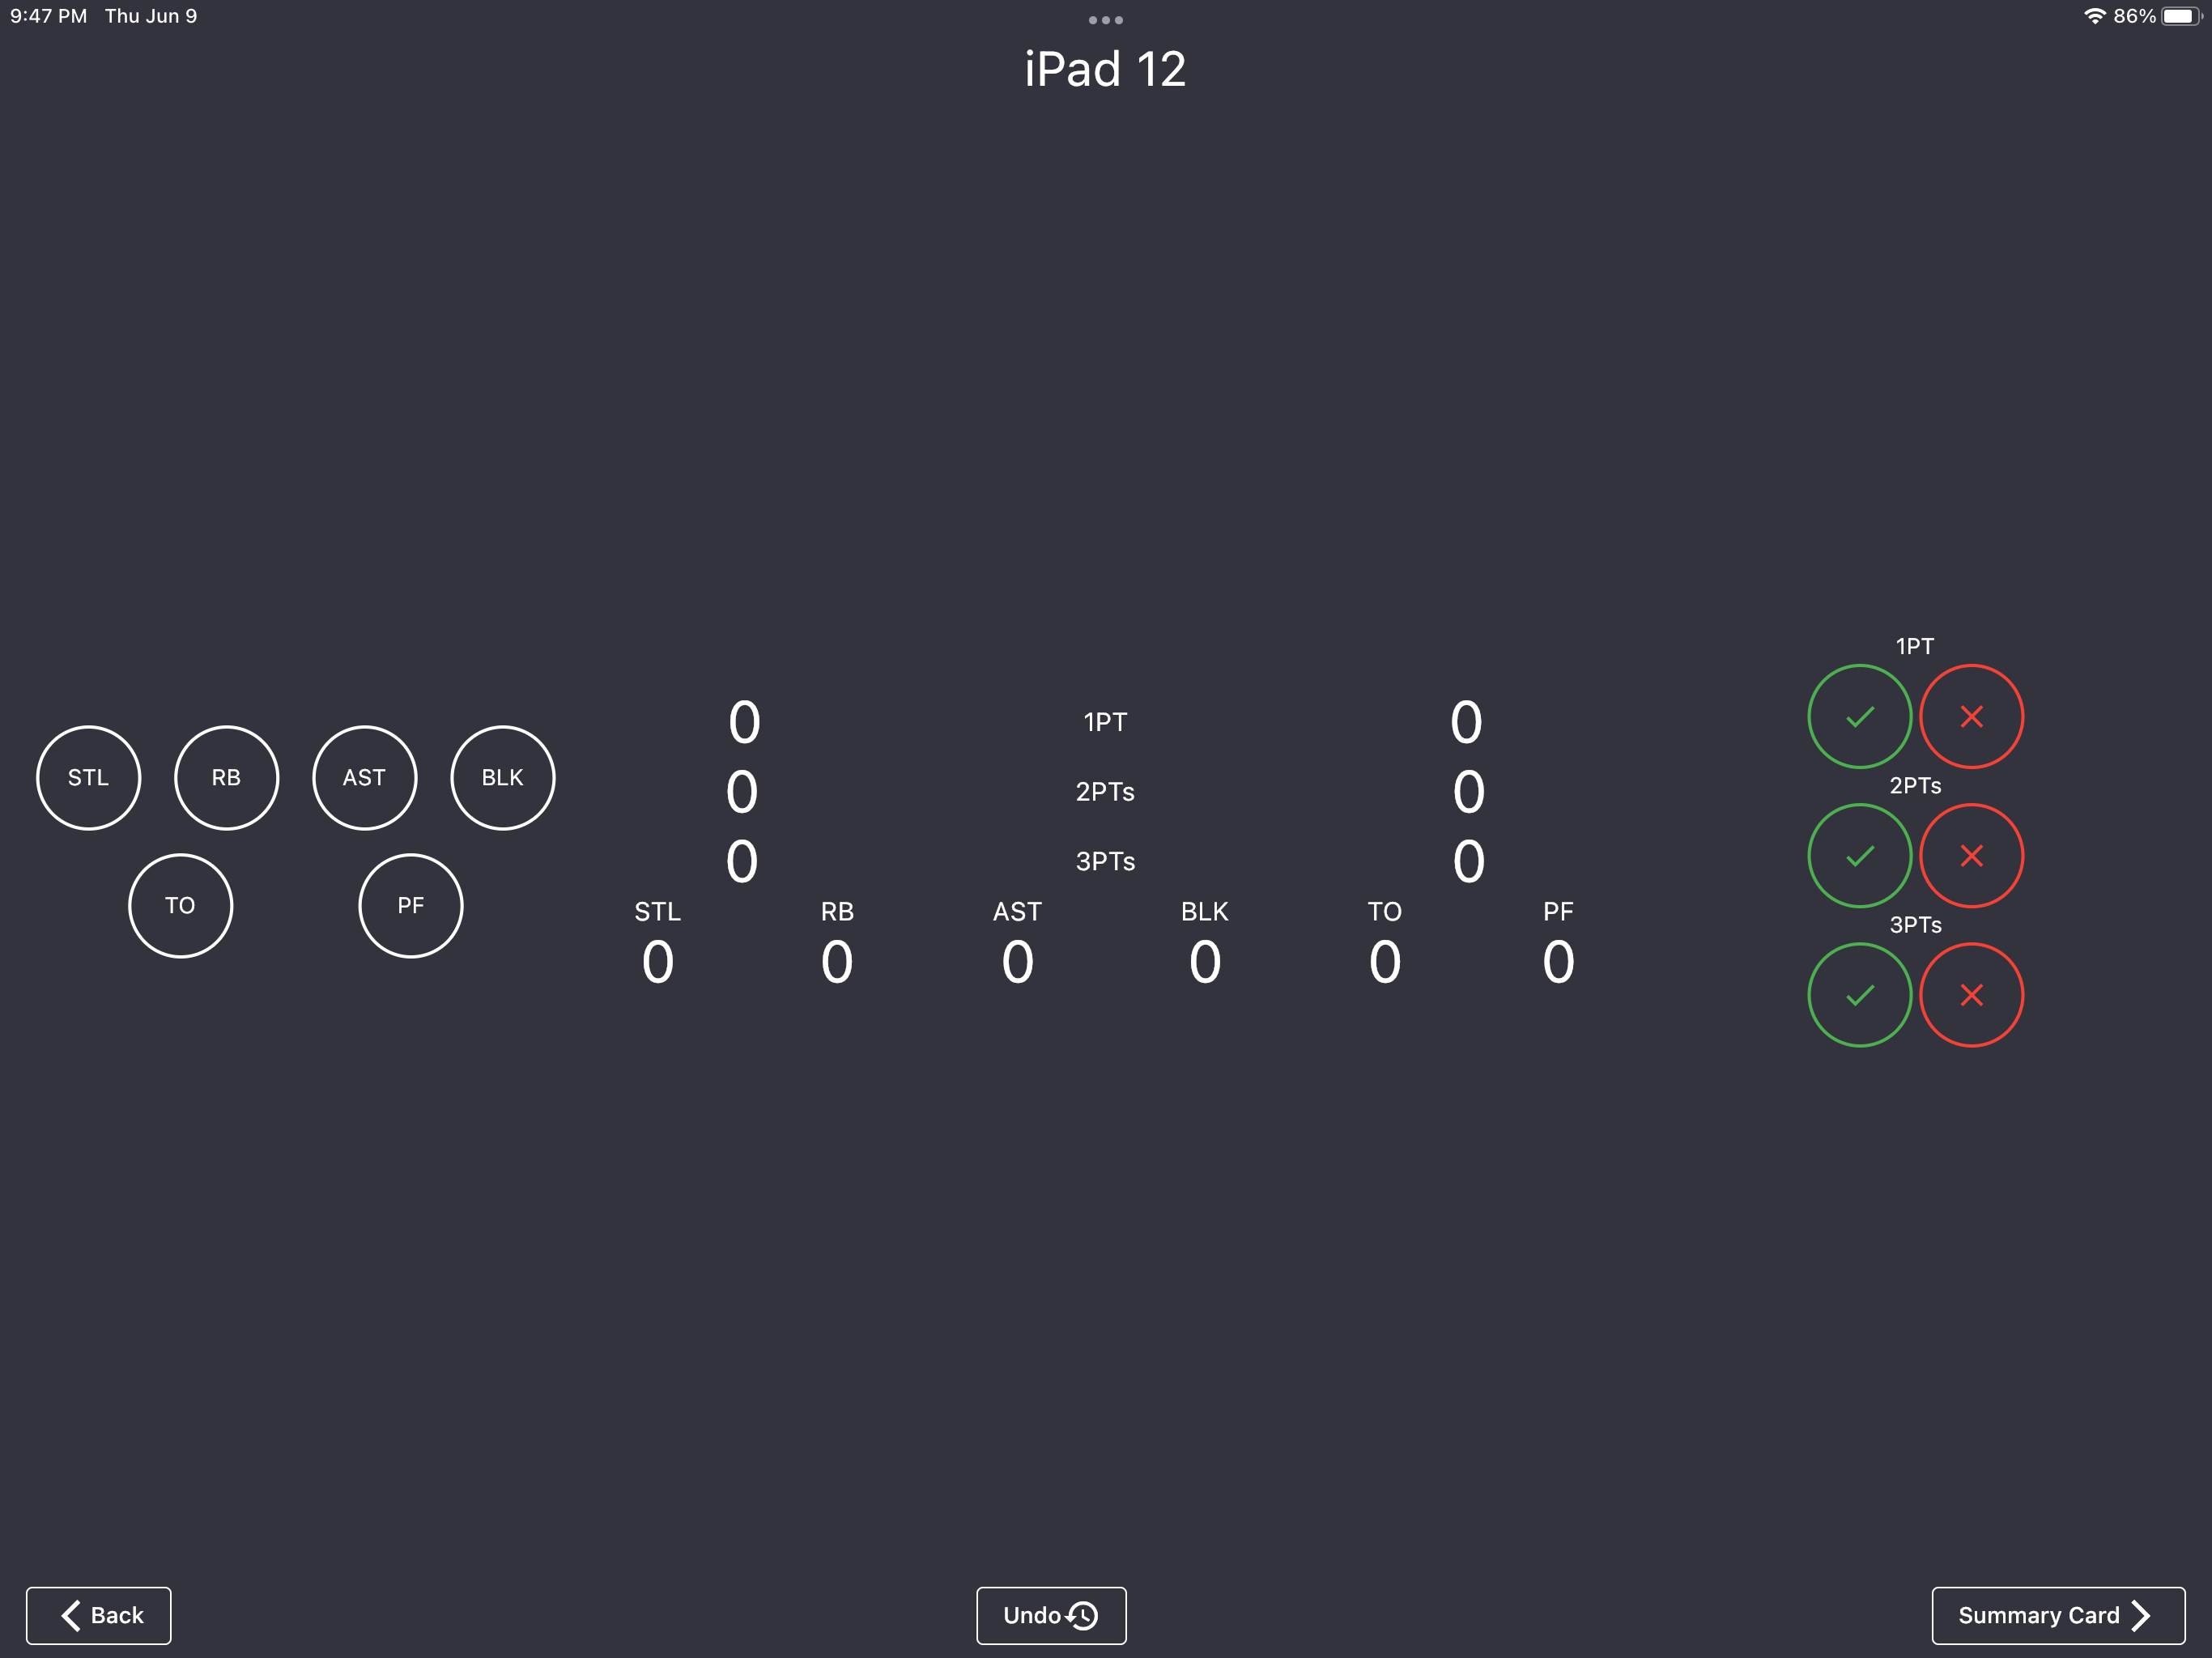 9:47 PM Thu Jun 9 86%
iPad 12
STL RB AST BLK
TO PF
0 1PT 0
0 2PTs 0
0 3PTs 0
STL RB AST BLK TO PF
0 0 0 0 0 0
1PT
2PTs
3PTs
Back Undo Summary Card